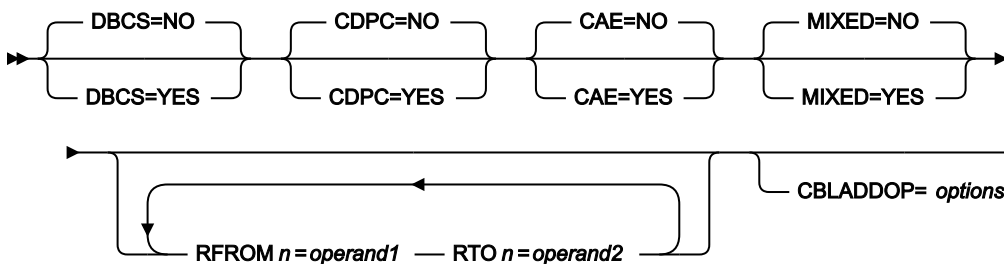 DBCS=NO CDPC=NO CAE=NO MIXED=NO
DBCS=YES CDPC=YES CAE=YES MIXED=YES
CBLADDOP= options
RFROM n=operand1 RTO n=operand2